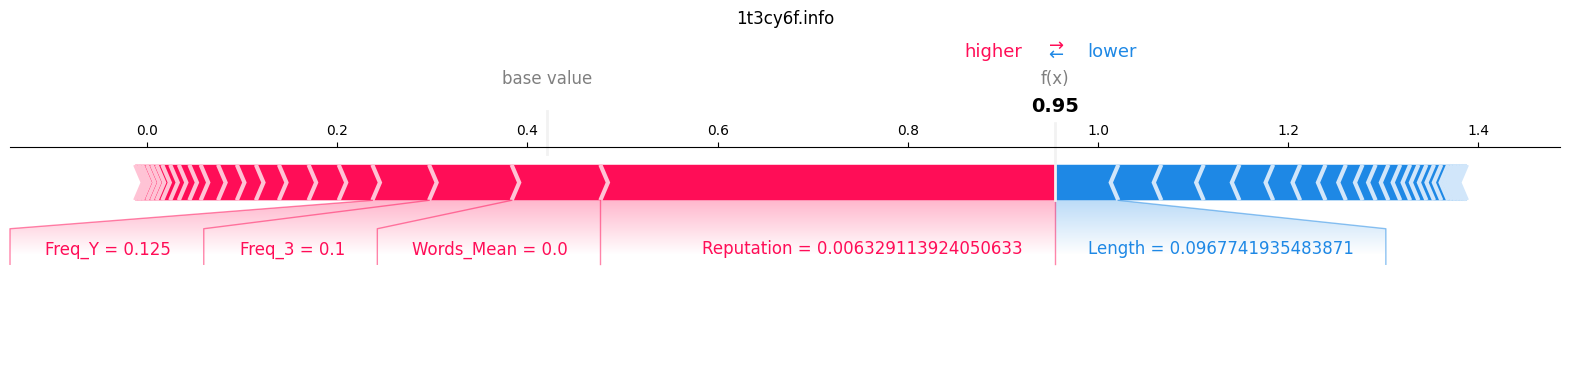 1t3cy6f.info
higher → ← lower
base value f(x)
0.95
0.0 0.2 0.4 0.6 0.8 1.0 1.2 1.4
Freq_Y = 0.125 Freq_3 = 0.1 Words_Mean = 0.0 Reputation = 0.006329113924050633 Length = 0.0967741935483871